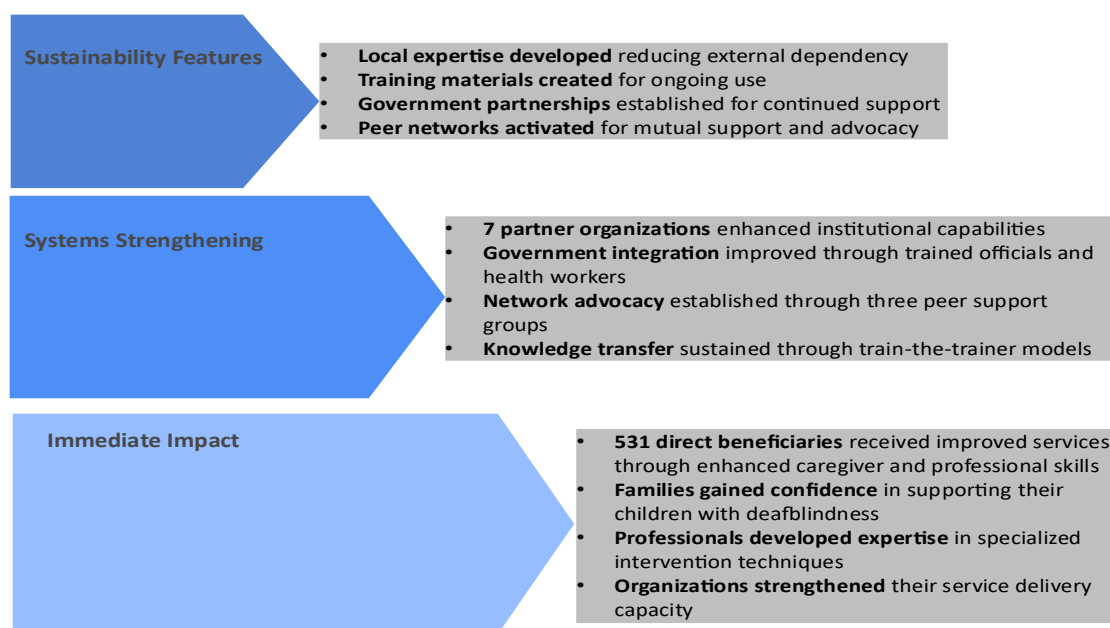 Sustainability Features
• Local expertise developed reducing external dependency
• Training materials created for ongoing use
• Government partnerships established for continued support
• Peer networks activated for mutual support and advocacy
Systems Strengthening
• 7 partner organizations enhanced institutional capabilities
• Government integration improved through trained officials and
health workers
• Network advocacy established through three peer support
groups
• Knowledge transfer sustained through train-the-trainer models
Immediate Impact
• 531 direct beneficiaries received improved services
through enhanced caregiver and professional skills
• Families gained confidence in supporting their
children with deafblindness
• Professionals developed expertise in specialized
intervention techniques
• Organizations strengthened their service delivery
capacity